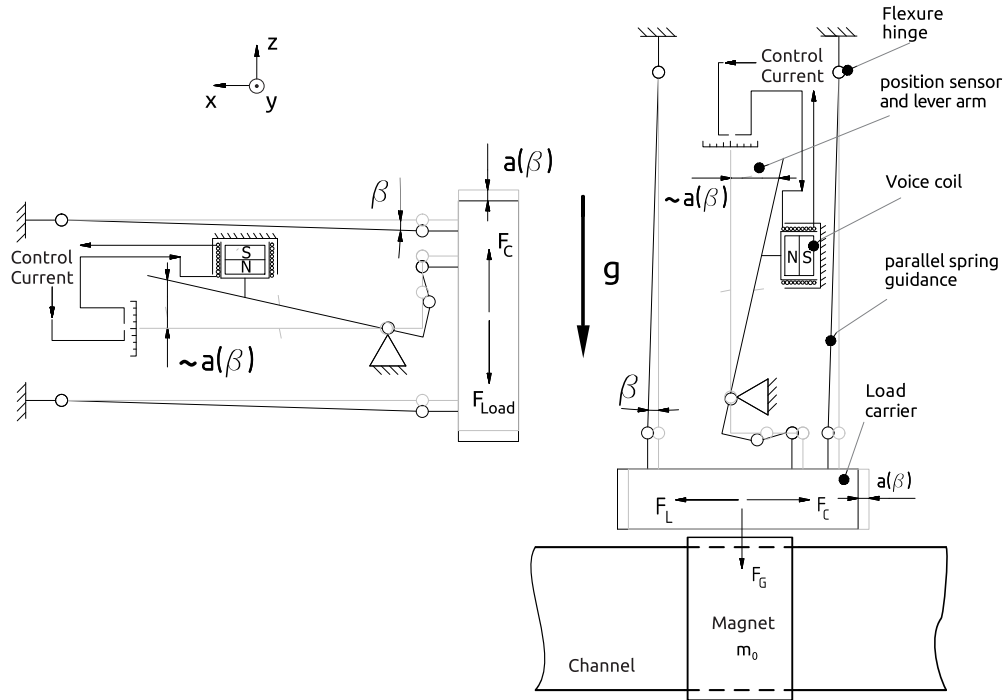 z
x
y
a(β)
β
F_C
Control
Current
S
N
~a(β)
F_Load
g
Flexure
hinge
Control
Current
position sensor
and lever arm
~a(β)
Voice coil
N S
parallel spring
guidance
β
Load
carrier
a(β)
F_L
F_C
F_G
Magnet
m_0
Channel